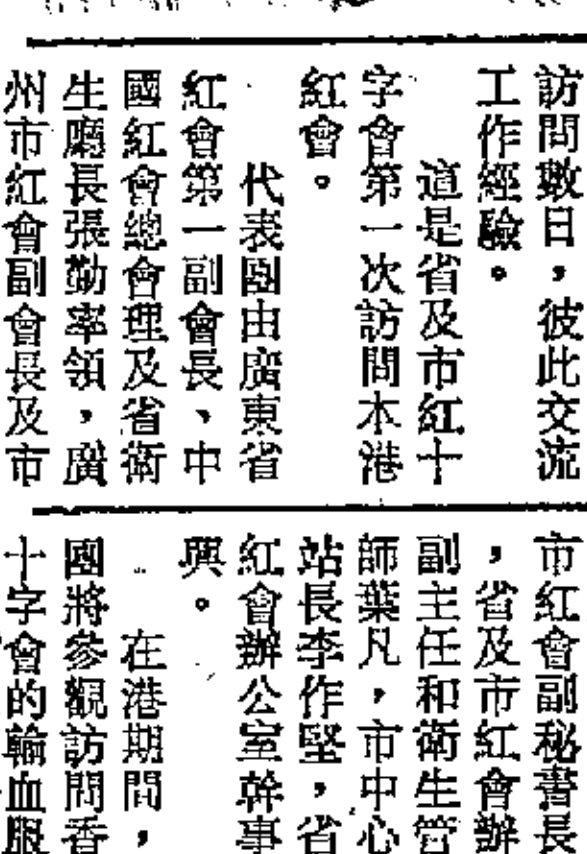 訪問數日，彼此交流
工作經驗。
道是省及市紅十
字會第一次訪問本港
紅會。
代表團由廣東省
紅會第一副會長、中
國紅會總會理及省衛
生廳長張勤率領，廣
州市紅會副會長及市
市紅會副秘書長
，省及市紅會辦
副主任和衛生管
師葉凡，市中心
站長李作堅，省
紅會辦公室幹事
興。
在港期間，
團將參觀訪問香
十字會的輸血服